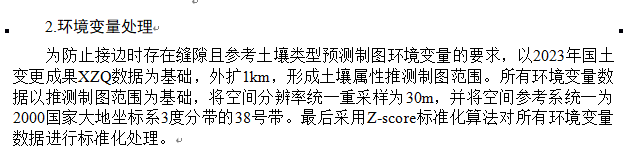 2.环境变量处理
为防止接边时存在缝隙且参考土壤类型预测制图环境变量的要求，以2023年国土
变更成果XZQ数据为基础，外扩1km，形成土壤属性推测制图范围。所有环境变量数
据以推测制图范围为基础，将空间分辨率统一重采样为30m，并将空间参考系统一为
2000国家大地坐标系3度分带的38号带。最后采用Z-score标准化算法对所有环境变量
数据进行标准化处理。